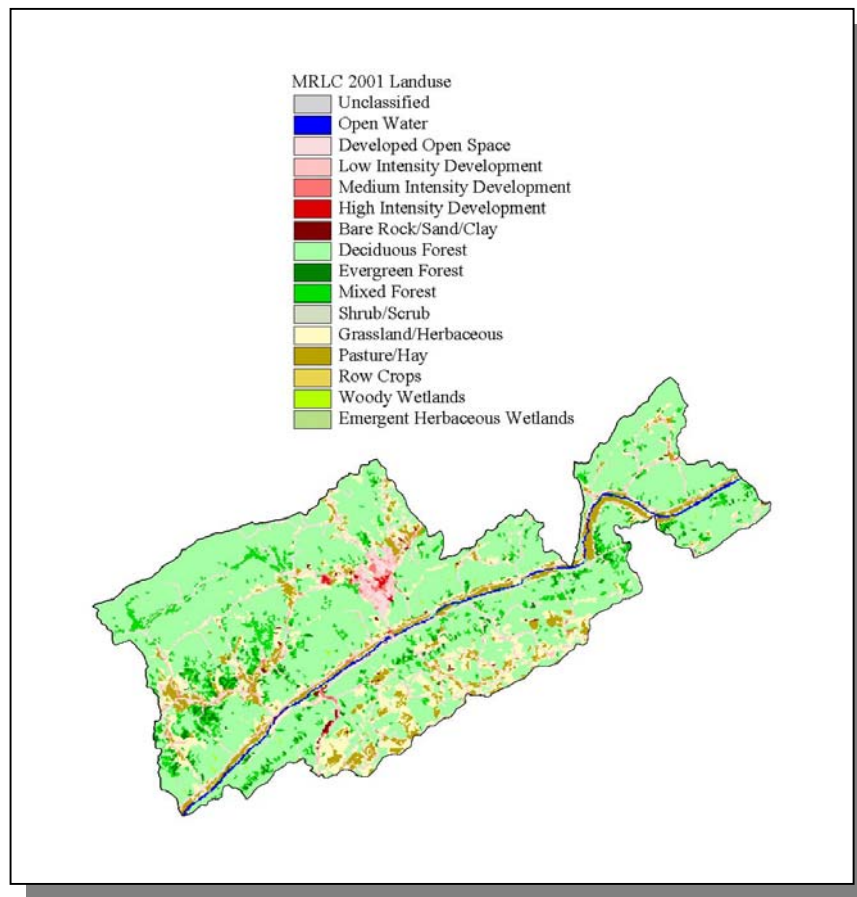 MRLC 2001 Landuse
Unclassified
Open Water
Developed Open Space
Low Intensity Development
Medium Intensity Development
High Intensity Development
Bare Rock/Sand/Clay
Deciduous Forest
Evergreen Forest
Mixed Forest
Shrub/Scrub
Grassland/Herbaceous
Pasture/Hay
Row Crops
Woody Wetlands
Emergent Herbaceous Wetlands